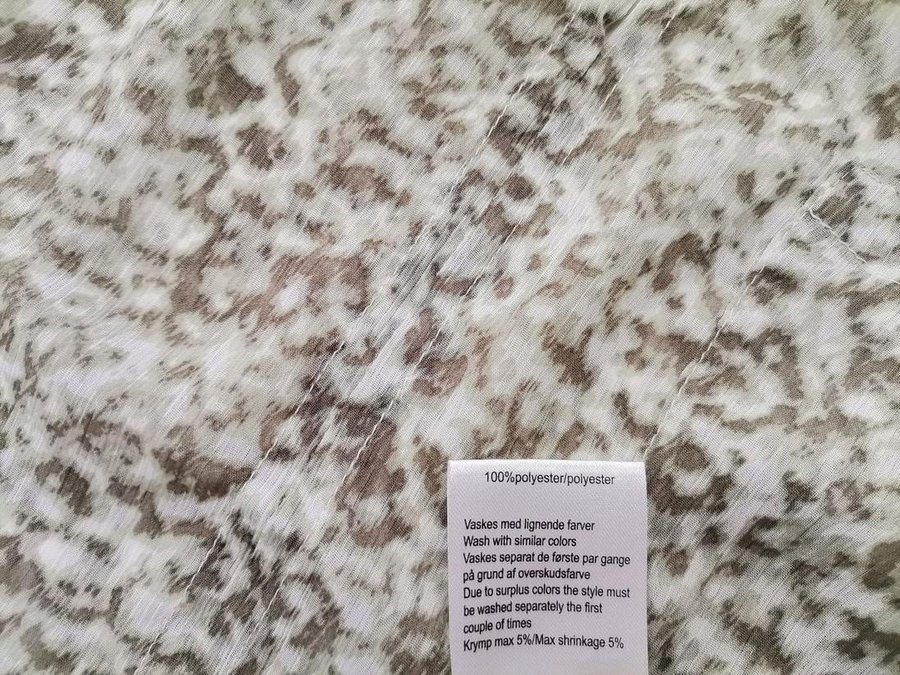 100%polyester/polyester
Vaskes med lignende farver
Wash with similar colors
Vaskes separat de første par gange
på grund af overskudsfarve
Due to surplus colors the style must
be washed separately the first
couple of times
Krymp max 5%/Max shrinkage 5%